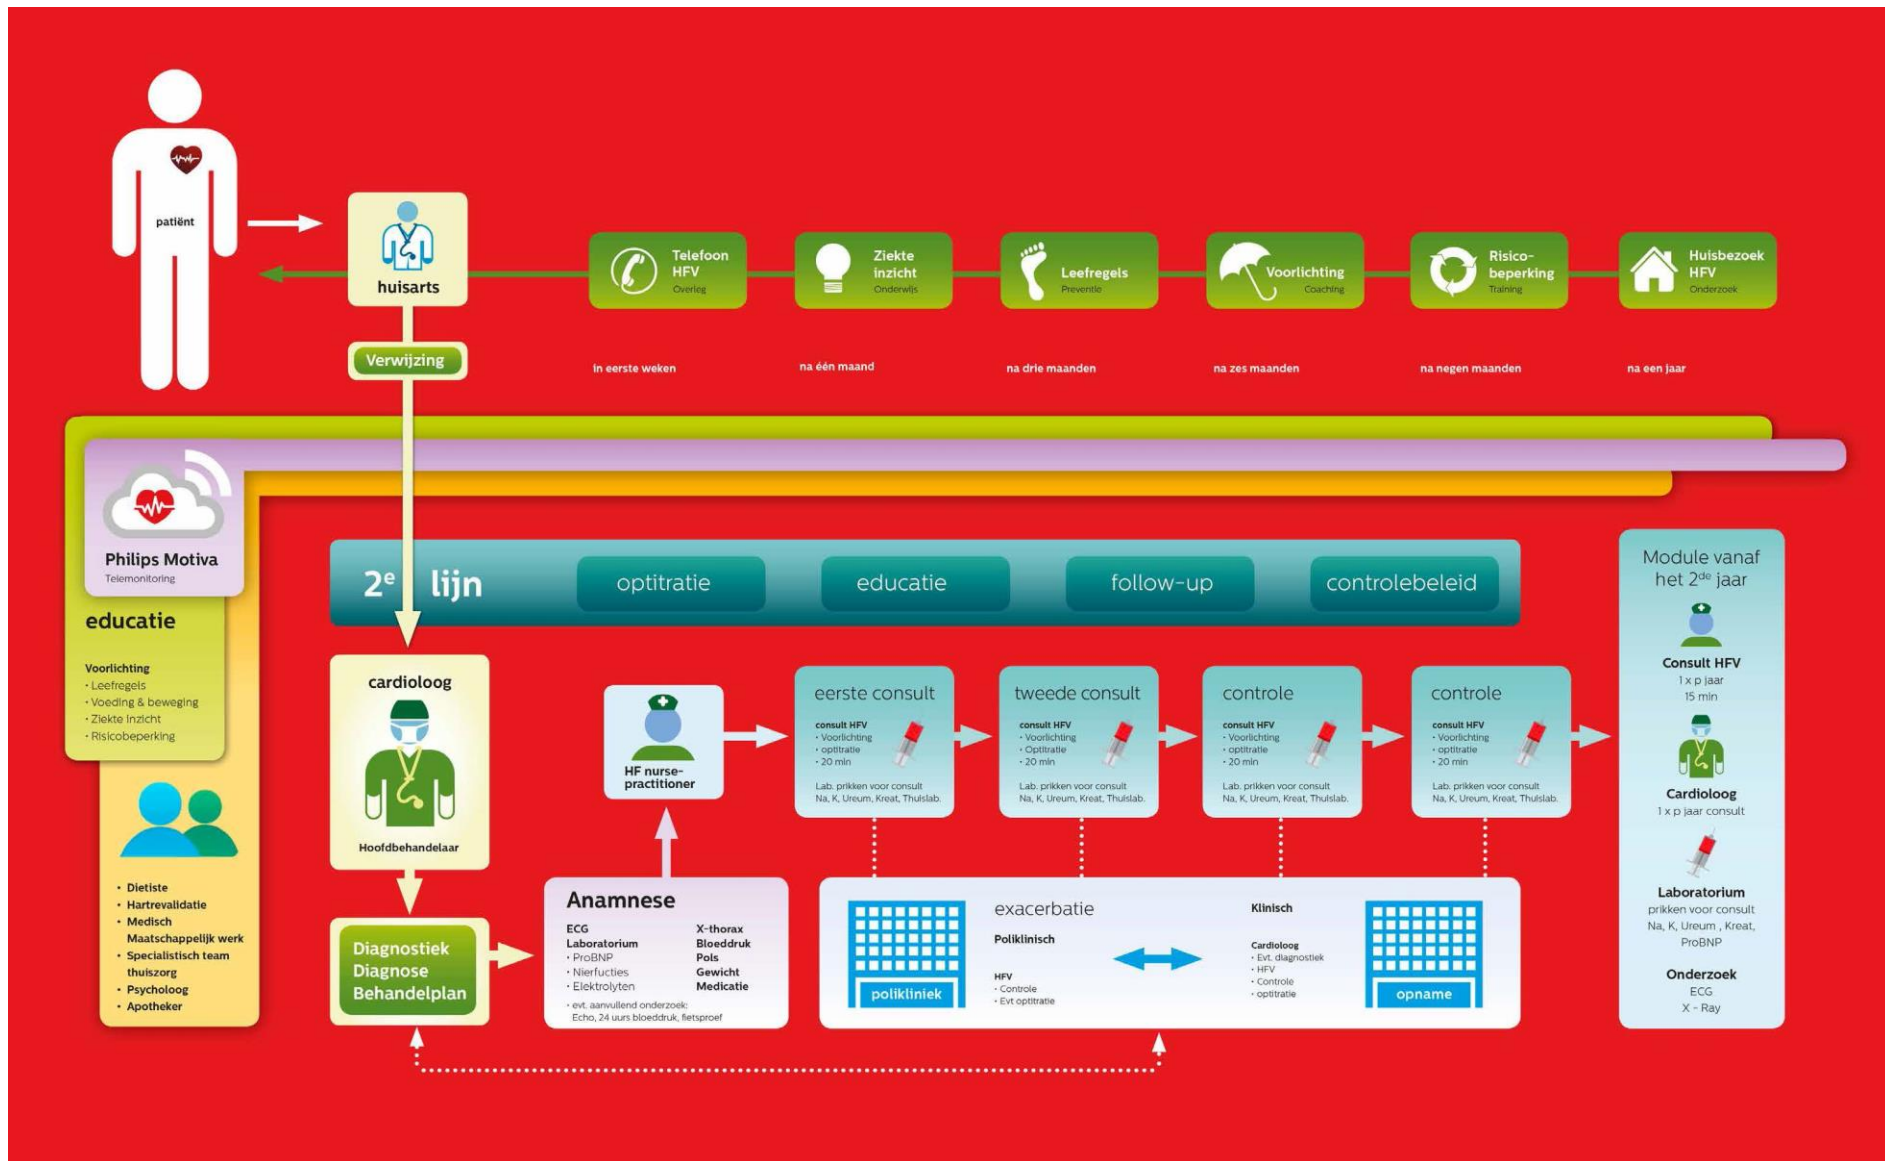 patiënt
huisarts
Verwijzing
Telefoon
HFV
Overleg
Ziekte
inzicht
Onderwijs
Leefregels
Preventie
Voorlichting
Coaching
Risico-
beperking
Training
Huisbezoek
HFV
Onderzoek
in eerste weken
na één maand
na drie maanden
na zes maanden
na negen maanden
na een jaar
Philips Motiva
Telemonitoring
educatie
Voorlichting
• Leefregels
• Voeding & beweging
• Ziekte Inzicht
• Risicobeperking
• Dietiste
• Hartrevalidatie
• Medisch
Maatschappelijk werk
• Specialistisch team
thuiszorg
• Psycholoog
• Apotheker
2e lijn
optitratie
educatie
follow-up
controlebeleid
cardioloog
Hoofdbehandelaar
Diagnostiek
Diagnose
Behandelplan
Anamnese
ECG
Laboratorium
• ProBNP
• Nierfucties
• Elektrolyten
X-thorax
Bloeddruk
Pols
Gewicht
Medicatie
• evt. aanvullend onderzoek:
Echo, 24 uurs bloeddruk, fietsproef
HF nurse-
practitioner
eerste consult
consult HFV
• Voorlichting
• optitratie
• 20 min
Lab. prikken voor consult
Na, K, Ureum, Kreat, Thuislab.
tweede consult
consult HFV
• Voorlichting
• Optitratie
• 20 min
Lab. prikken voor consult
Na, K, Ureum, Kreat, Thuislab.
controle
consult HFV
• Voorlichting
• optitratie
• 20 min
Lab. prikken voor consult
Na, K, Ureum, Kreat, Thuislab.
controle
consult HFV
• Voorlichting
• optitratie
• 20 min
Lab. prikken voor consult
Na, K, Ureum, Kreat, Thuislab.
polikliniek
exacerbatie
Poliklinisch
HFV
• Controle
• Evt optitratie
Klinisch
Cardioloog
• Evt. diagnostiek
• HFV
• Controle
• optitratie
opname
Module vanaf
het 2de jaar
Consult HFV
1 x p jaar
15 min
Cardioloog
1 x p jaar consult
Laboratorium
prikken voor consult
Na, K, Ureum , Kreat,
ProBNP
Onderzoek
ECG
X - Ray